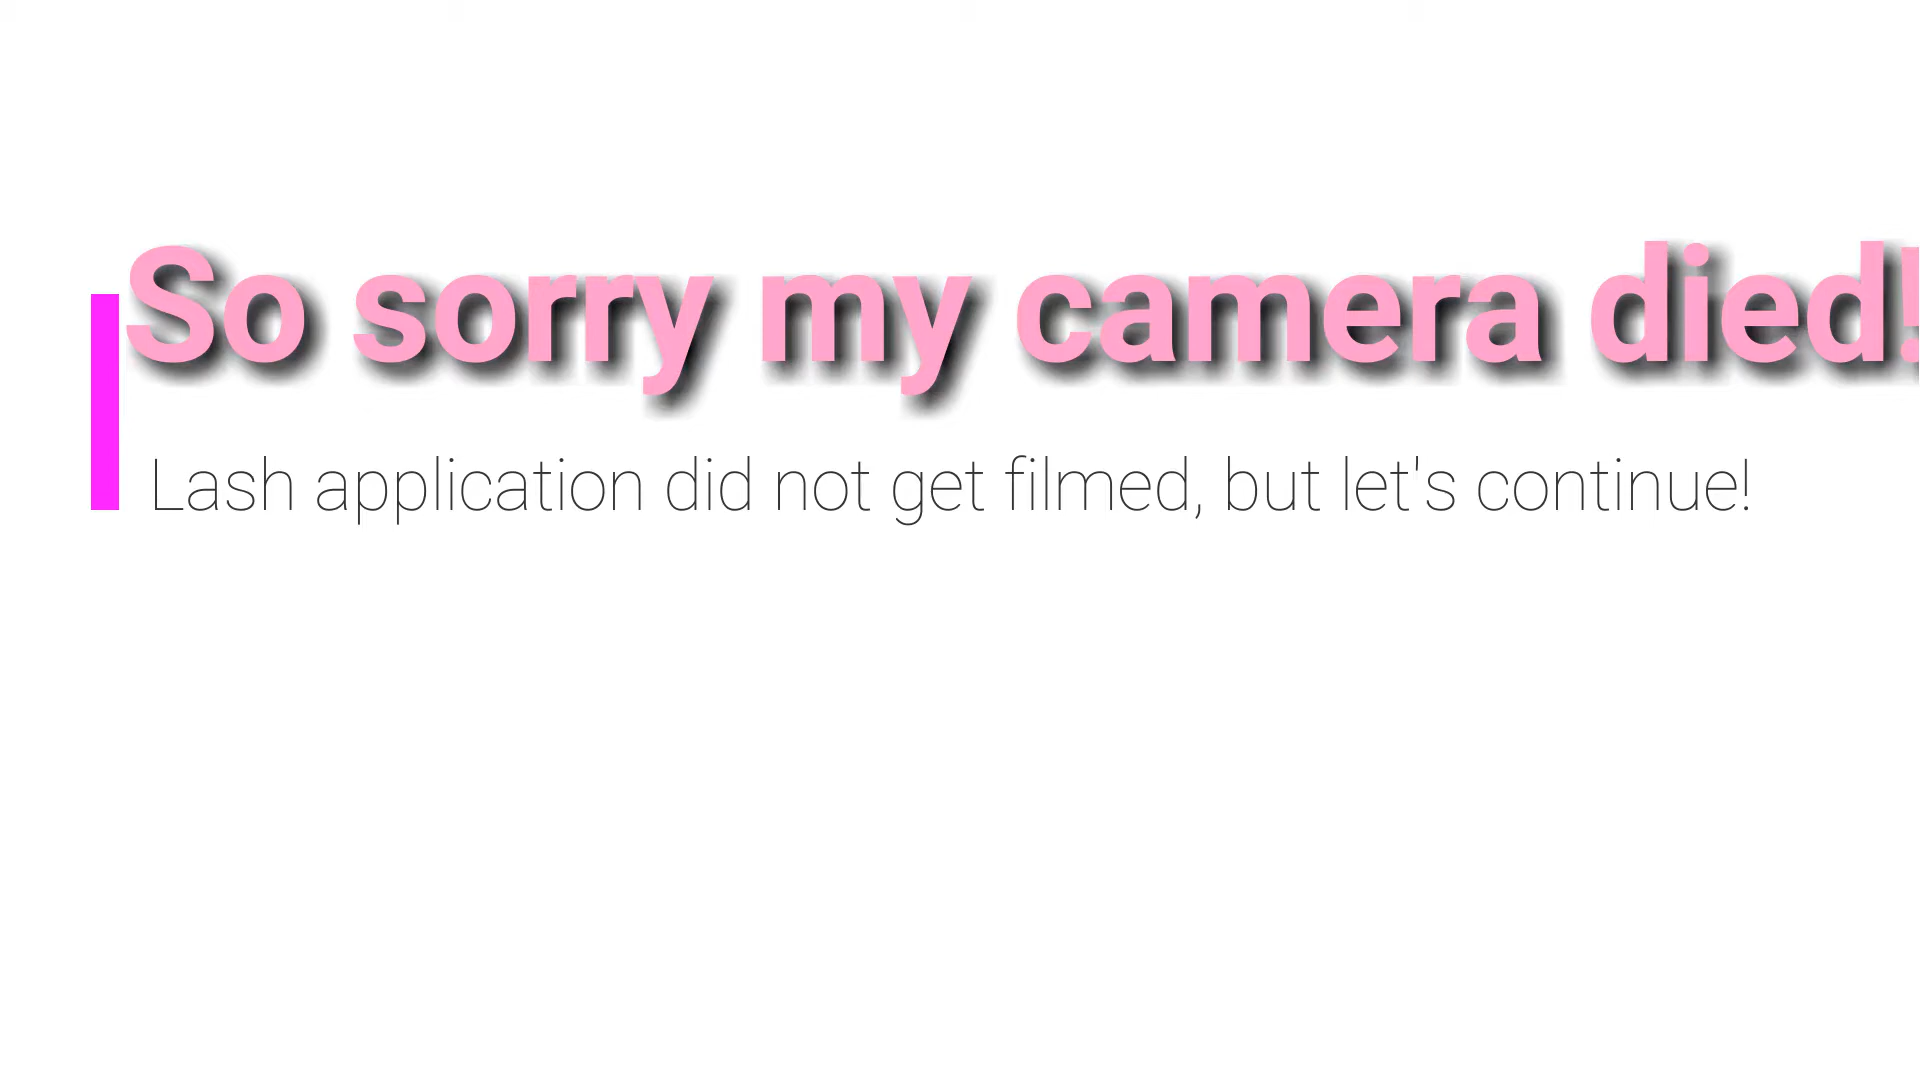 So sorry my camera died!
Lash application did not get filmed, but let's continue!